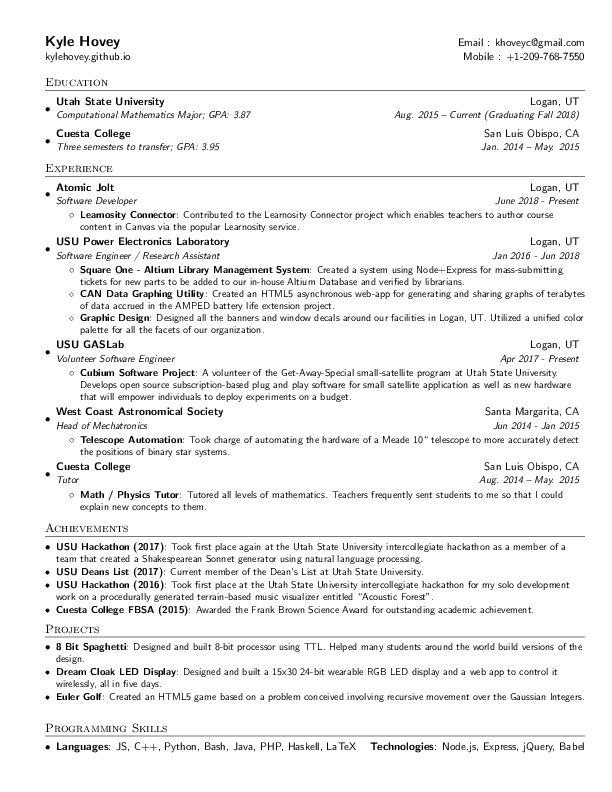 Kyle Hovey
Email : khoveyc@gmail.com
kylehovey.github.io
Mobile : +1-209-768-7550
Education
• Utah State University Logan, UT
Computational Mathematics Major; GPA: 3.87 Aug. 2015 – Current (Graduating Fall 2018)
• Cuesta College San Luis Obispo, CA
Three semesters to transfer; GPA: 3.95 Jan. 2014 – May. 2015
Experience
• Atomic Jolt Logan, UT
Software Developer June 2018 - Present
◦ Learnosity Connector: Contributed to the Learnosity Connector project which enables teachers to author course
content in Canvas via the popular Learnosity service.
• USU Power Electronics Laboratory Logan, UT
Software Engineer / Research Assistant Jan 2016 - Jun 2018
◦ Square One - Altium Library Management System: Created a system using Node+Express for mass-submitting
tickets for new parts to be added to our in-house Altium Database and verified by librarians.
◦ CAN Data Graphing Utility: Created an HTML5 asynchronous web-app for generating and sharing graphs of terabytes
of data accrued in the AMPED battery life extension project.
◦ Graphic Design: Designed all the banners and window decals around our facilities in Logan, UT. Utilized a unified color
palette for all the facets of our organization.
• USU GASLab Logan, UT
Volunteer Software Engineer Apr 2017 - Present
◦ Cubium Software Project: A volunteer of the Get-Away-Special small-satellite program at Utah State University.
Develops open source subscription-based plug and play software for small satellite application as well as new hardware
that will empower individuals to deploy experiments on a budget.
• West Coast Astronomical Society Santa Margarita, CA
Head of Mechatronics Jun 2014 - Jan 2015
◦ Telescope Automation: Took charge of automating the hardware of a Meade 10" telescope to more accurately detect
the positions of binary star systems.
• Cuesta College San Luis Obispo, CA
Tutor Aug. 2014 – May. 2015
◦ Math / Physics Tutor: Tutored all levels of mathematics. Teachers frequently sent students to me so that I could
explain new concepts to them.
Achievements
• USU Hackathon (2017): Took first place again at the Utah State University intercollegiate hackathon as a member of a
team that created a Shakespearean Sonnet generator using natural language processing.
• USU Deans List (2017): Current member of the Dean's List at Utah State University.
• USU Hackathon (2016): Took first place at the Utah State University intercollegiate hackathon for my solo development
work on a procedurally generated terrain-based music visualizer entitled "Acoustic Forest".
• Cuesta College FBSA (2015): Awarded the Frank Brown Science Award for outstanding academic achievement.
Projects
• 8 Bit Spaghetti: Designed and built 8-bit processor using TTL. Helped many students around the world build versions of the
design.
• Dream Cloak LED Display: Designed and built a 15x30 24-bit wearable RGB LED display and a web app to control it
wirelessly, all in five days.
• Euler Golf: Created an HTML5 game based on a problem conceived involving recursive movement over the Gaussian Integers.
Programming Skills
• Languages: JS, C++, Python, Bash, Java, PHP, Haskell, LaTeX Technologies: Node.js, Express, jQuery, Babel